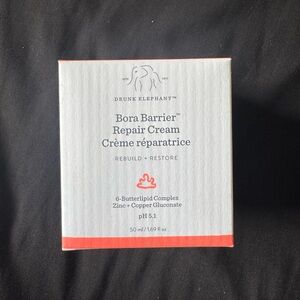 DRUNK ELEPHANT™
Bora Barrier™
Repair Cream
Crème réparatrice
REBUILD + RESTORE
6-Butterlipid Complex
Zinc + Copper Gluconate
pH 5.1
50 ml / 1.69 fl oz